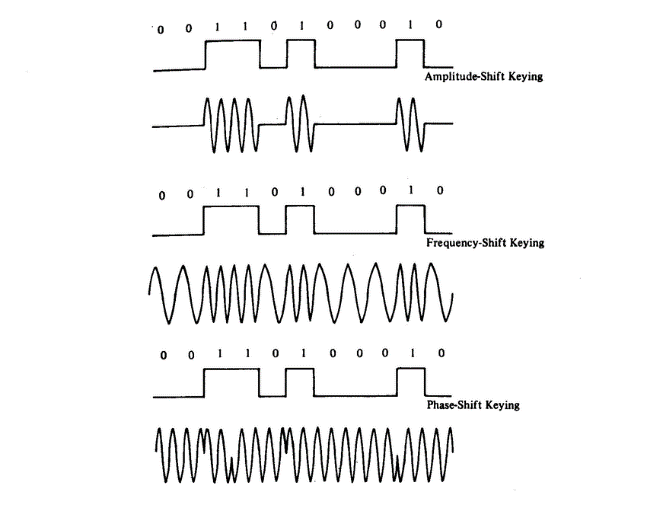 0 0 1 1 0 1 0 0 0 1 0
Amplitude-Shift Keying
0 0 1 1 0 1 0 0 0 1 0
Frequency-Shift Keying
0 0 1 1 0 1 0 0 0 1 0
Phase-Shift Keying